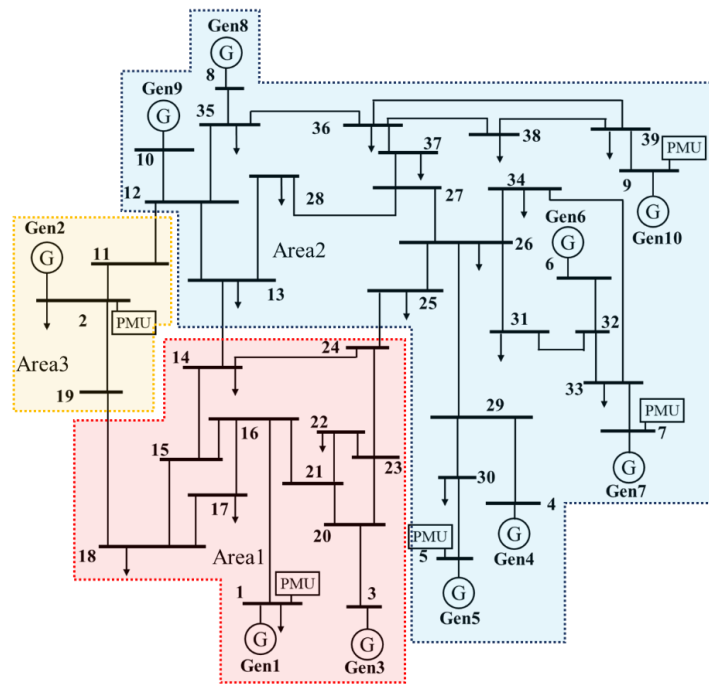 Gen8
G
8
Gen9
G
10
35
36
37
38
39
PMU
9
G
Gen10
12
28
27
34
Gen6
G
6
26
Gen2
G
11
Area2
13
25
2
PMU
31
32
Area3
24
14
33
PMU
7
19
22
29
16
15
21
23
30
G
Gen7
17
4
20
18
Area1
PMU
5
G
Gen4
PMU
1
3
G
Gen5
G
Gen1
G
Gen3